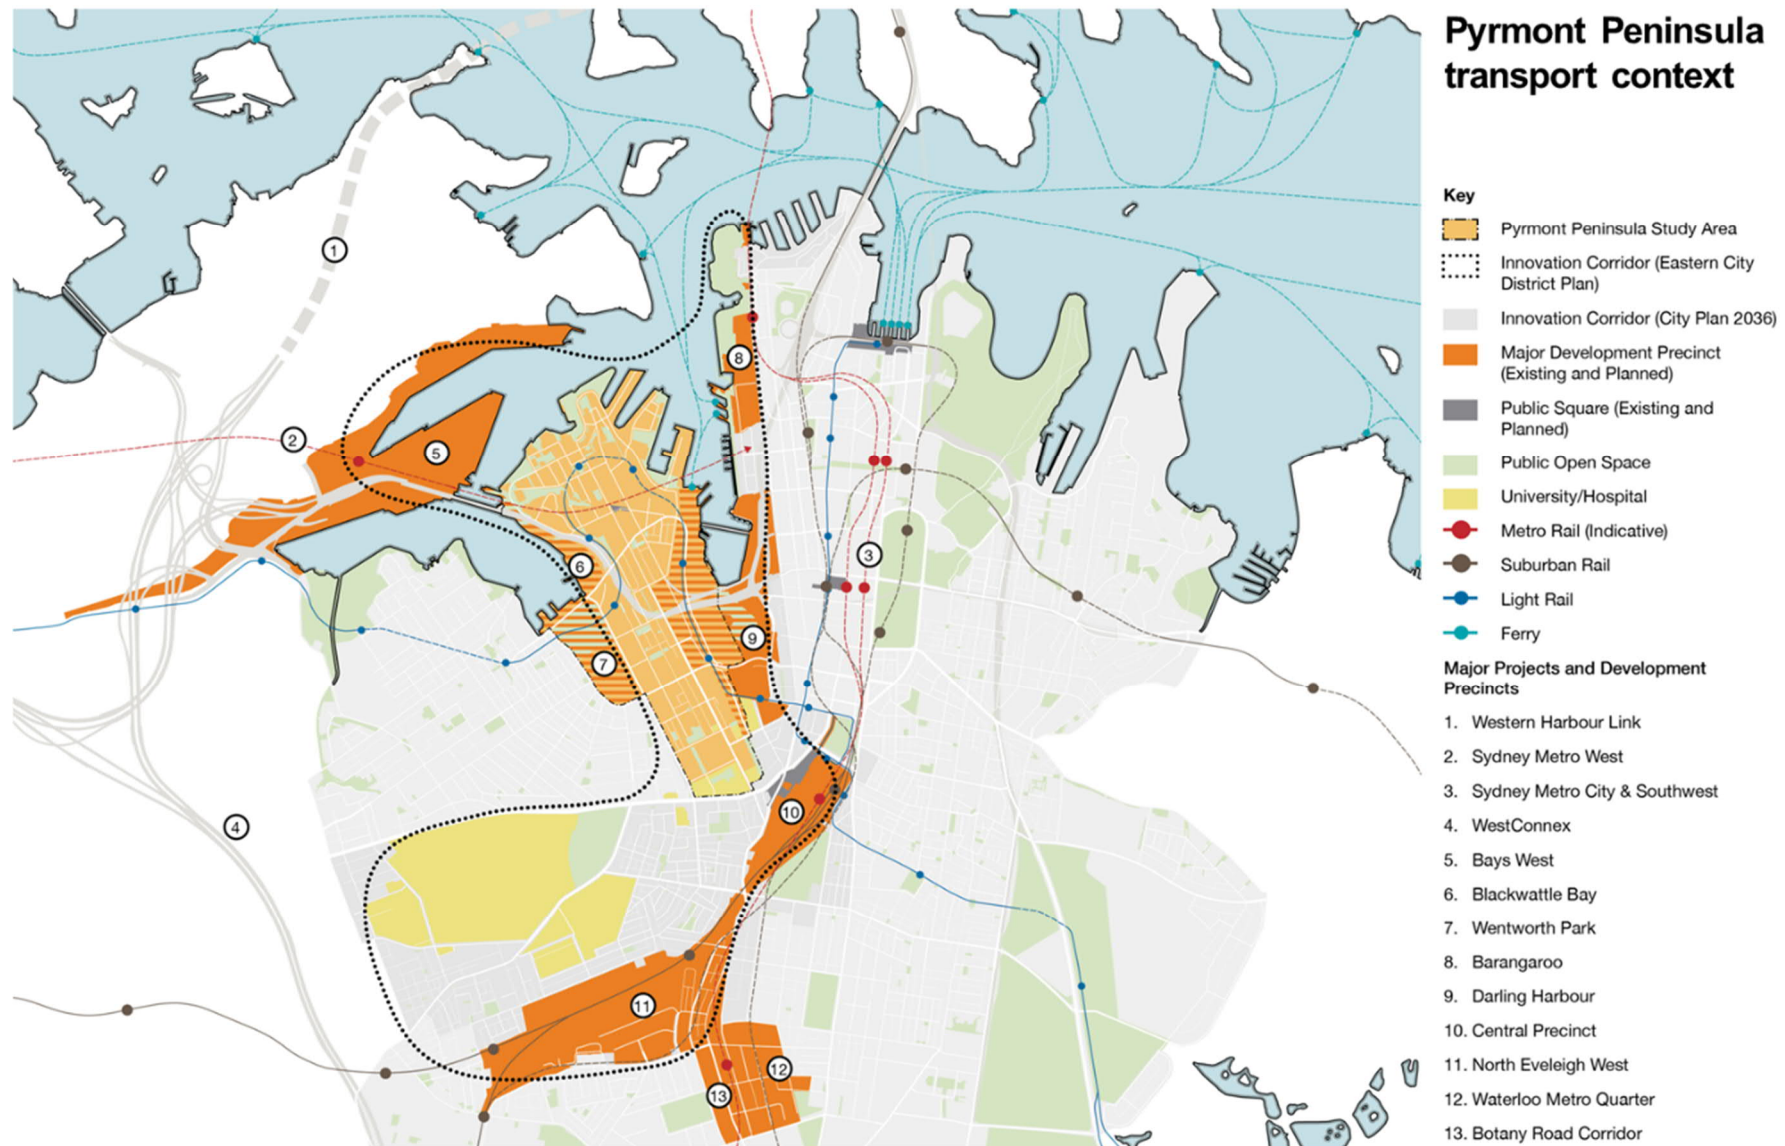 Pyrmont Peninsula
transport context
Key
Pyrmont Peninsula Study Area
Innovation Corridor (Eastern City
District Plan)
Innovation Corridor (City Plan 2036)
Major Development Precinct
(Existing and Planned)
Public Square (Existing and
Planned)
Public Open Space
University/Hospital
Metro Rail (Indicative)
Suburban Rail
Light Rail
Ferry
Major Projects and Development
Precincts
1. Western Harbour Link
2. Sydney Metro West
3. Sydney Metro City & Southwest
4. WestConnex
5. Bays West
6. Blackwattle Bay
7. Wentworth Park
8. Barangaroo
9. Darling Harbour
10. Central Precinct
11. North Eveleigh West
12. Waterloo Metro Quarter
13. Botany Road Corridor
1
8
2
5
3
6
9
7
10
4
11
12
13